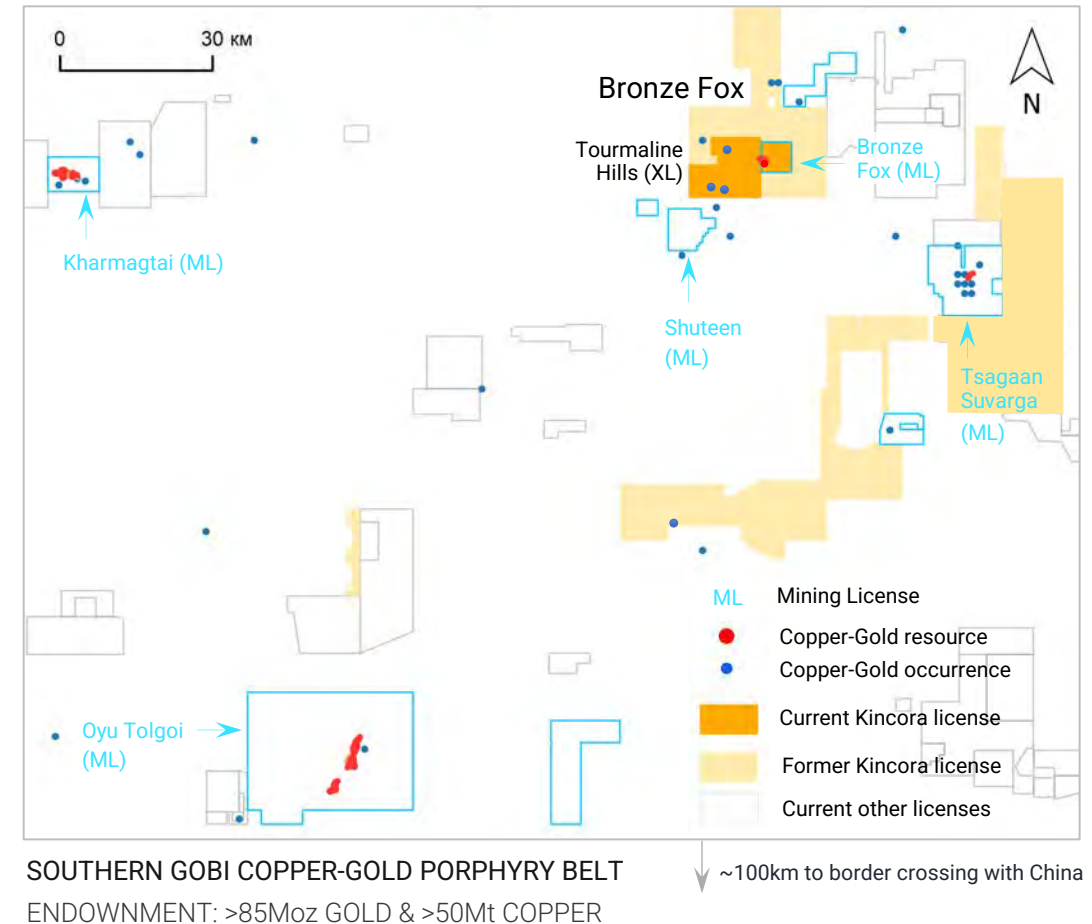 0
30 км
N
Bronze Fox
Tourmaline
Hills (XL)
Bronze
Fox (ML)
Kharmagtai (ML)
Shuteen
(ML)
Tsagaan
Suvarga
(ML)
ML Mining License
Copper-Gold resource
Copper-Gold occurrence
Current Kincora license
Former Kincora license
Current other licenses
Oyu Tolgoi
(ML)
SOUTHERN GOBI COPPER-GOLD PORPHYRY BELT
~100km to border crossing with China
ENDOWNMENT: >85Moz GOLD & >50Mt COPPER